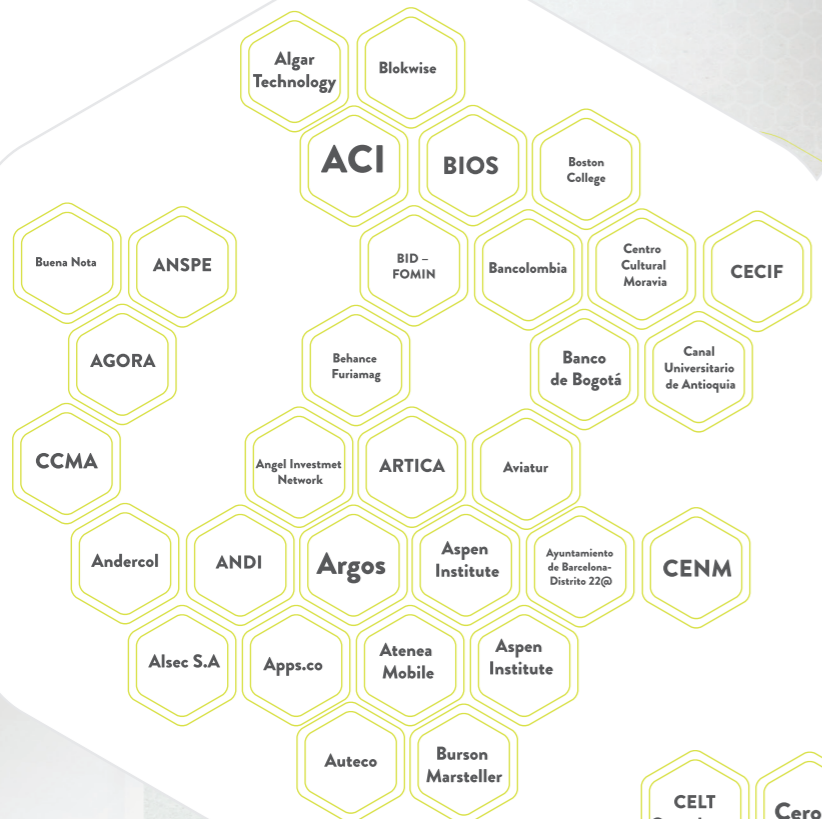 Algar
Technology
Blokwise
ACI
BIOS
Boston
College
Buena Nota
ANSPE
BID –
FOMIN
Bancolombia
Centro
Cultural
Moravia
CECIF
AGORA
Behance
Furiamag
Banco
de Bogotá
Canal
Universitario
de Antioquia
CCMA
Angel Investmet
Network
ARTICA
Aviatur
Andercol
ANDI
Argos
Aspen
Institute
Ayuntamiento
de Barcelona-
Distrito 22@
CENM
Alsec S.A
Apps.co
Atenea
Mobile
Aspen
Institute
Auteco
Burson
Marsteller
CELT
Cero